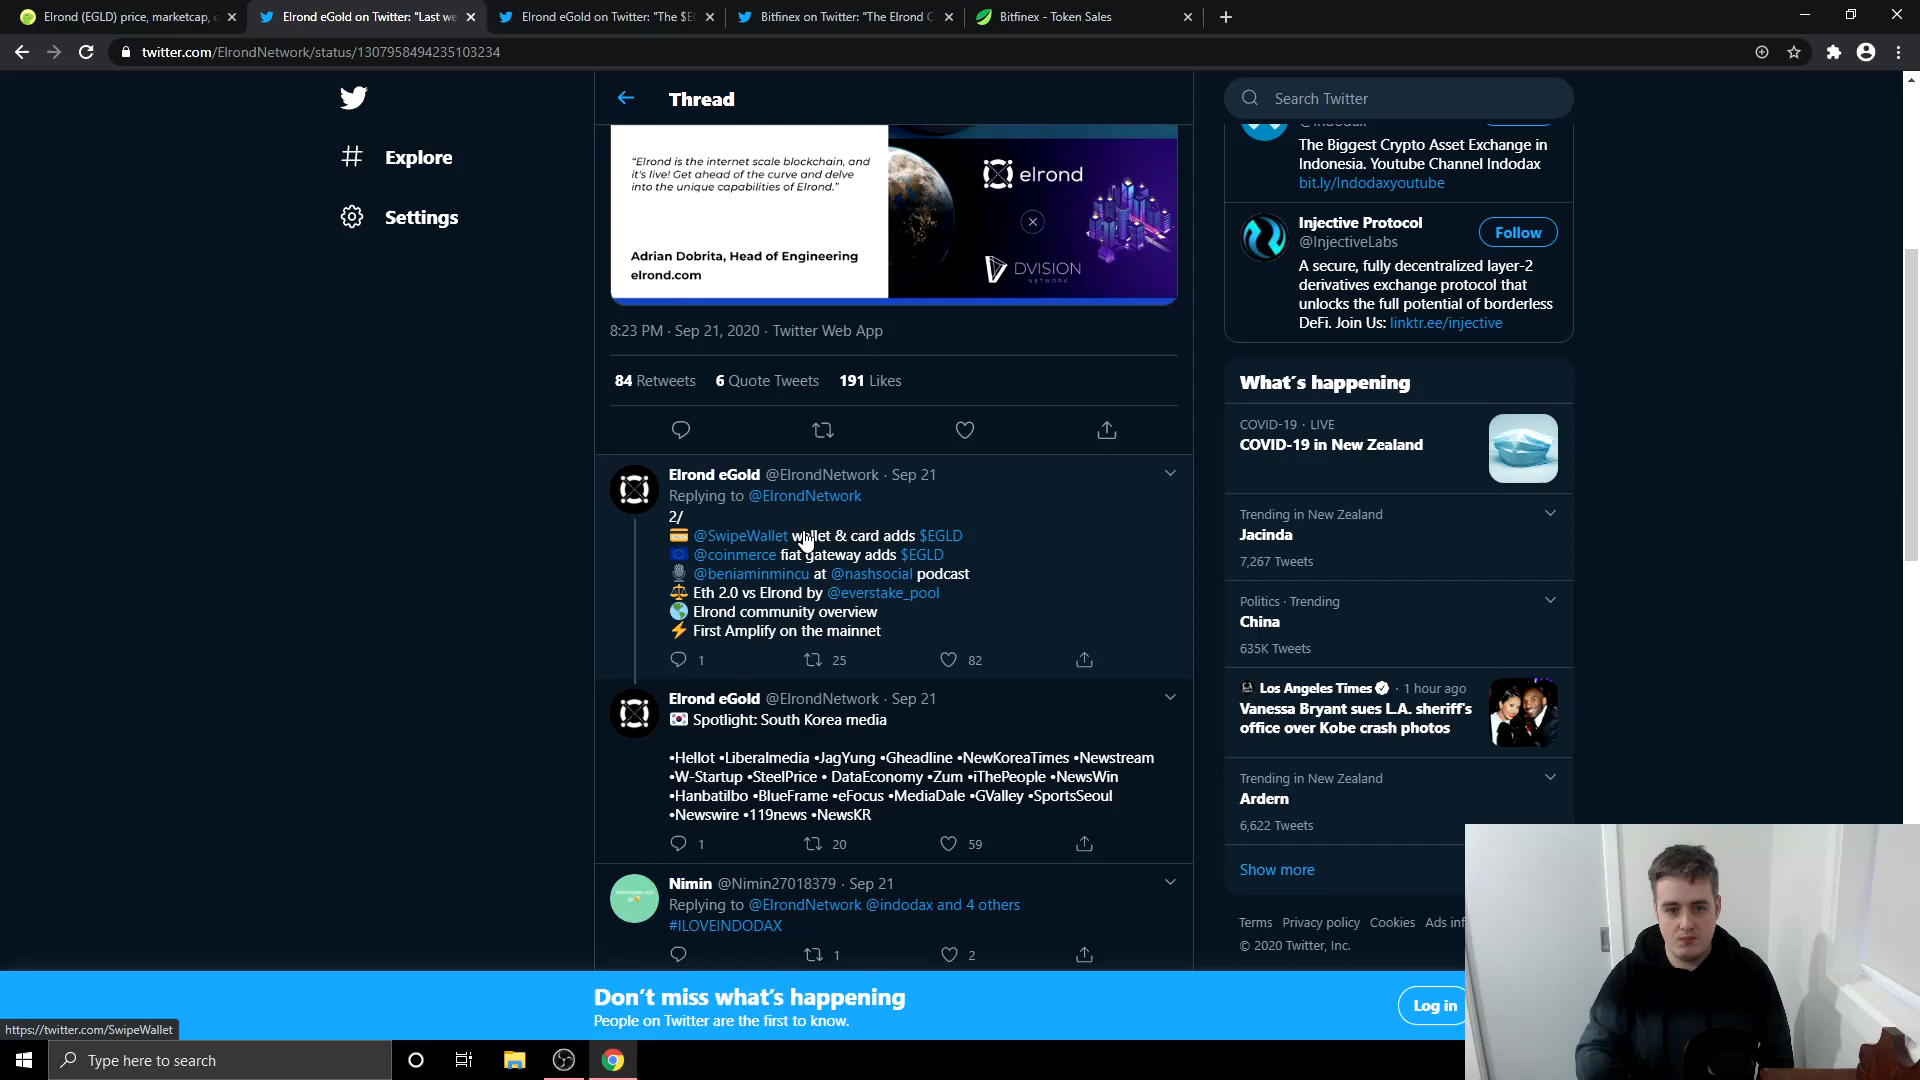 Elrond (EGLD) price, marketcap, c
Elrond eGold on Twitter: "Last we
Elrond eGold on Twitter: "The $E
Bitfinex on Twitter: "The Elrond C
Bitfinex - Token Sales
twitter.com/ElrondNetwork/status/1307958494235103234
Explore
Settings
Thread
"Elrond is the internet scale blockchain, and
it's live! Get ahead of the curve and delve
into the unique capabilities of Elrond."
Adrian Dobrita, Head of Engineering
elrond.com
elrond
DVISION
NETWORK
8:23 PM · Sep 21, 2020 · Twitter Web App
84 Retweets 6 Quote Tweets 191 Likes
Elrond eGold @ElrondNetwork · Sep 21
Replying to @ElrondNetwork
2/
@SwipeWallet wallet & card adds $EGLD
@coinmerce fiat gateway adds $EGLD
@beniaminmincu at @nashsocial podcast
Eth 2.0 vs Elrond by @everstake_pool
Elrond community overview
First Amplify on the mainnet
1 25 82
Elrond eGold @ElrondNetwork · Sep 21
Spotlight: South Korea media
•Hellot •Liberalmedia •JagYung •Gheadline •NewKoreaTimes •Newstream
•W-Startup •SteelPrice • DataEconomy •Zum •iThePeople •NewsWin
•Hanbatilbo •BlueFrame •eFocus •MediaDale •GValley •SportsSeoul
•Newswire •119news •NewsKR
1 20 59
Nimin @Nimin27018379 · Sep 21
Replying to @ElrondNetwork @indodax and 4 others
#ILOVEINDODAX
1 2
Search Twitter
@indodax
The Biggest Crypto Asset Exchange in
Indonesia. Youtube Channel Indodax
bit.ly/Indodaxyoutube
Injective Protocol
@InjectiveLabs
Follow
A secure, fully decentralized layer-2
derivatives exchange protocol that
unlocks the full potential of borderless
DeFi. Join Us: linktr.ee/injective
What's happening
COVID-19 · LIVE
COVID-19 in New Zealand
Trending in New Zealand
Jacinda
7,267 Tweets
Politics · Trending
China
635K Tweets
Los Angeles Times · 1 hour ago
Vanessa Bryant sues L.A. sheriff's
office over Kobe crash photos
Trending in New Zealand
Ardern
6,622 Tweets
Show more
Terms Privacy policy Cookies Ads inf
© 2020 Twitter, Inc.
Don't miss what's happening
People on Twitter are the first to know.
Log in
https://twitter.com/SwipeWallet
Type here to search